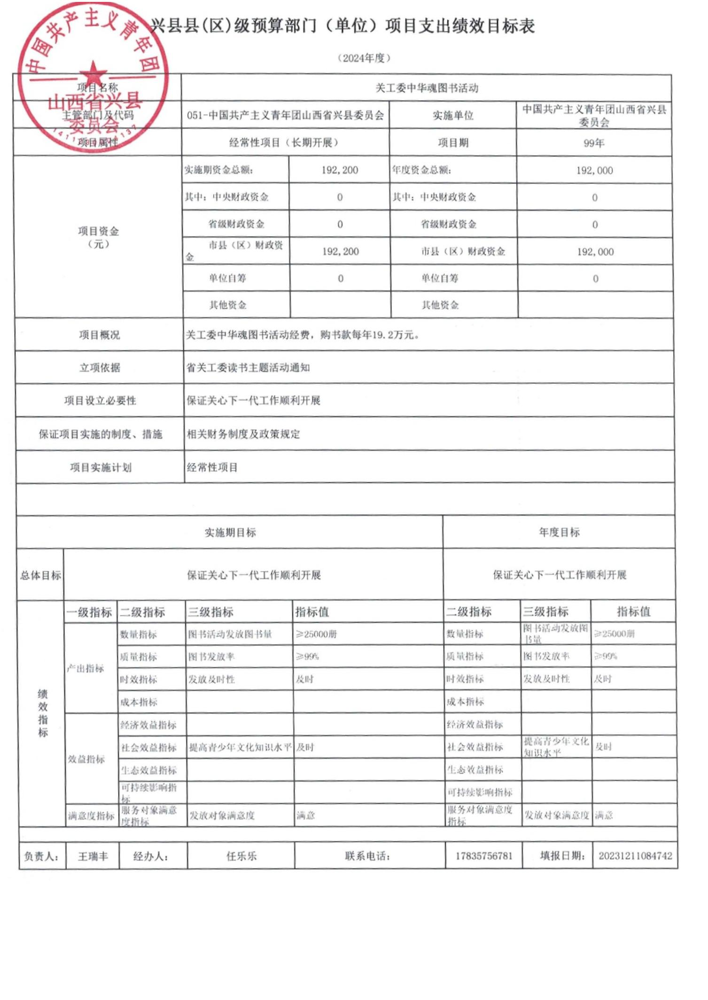 兴县县(区)级预算部门（单位）项目支出绩效目标表
（2024年度）
中国共产主义青年团
山西省兴县
委员会
项目名称 关工委中华魂图书活动
主管部门及代码 051-中国共产主义青年团山西省兴县委员会 实施单位 中国共产主义青年团山西省兴县
委员会
项目属性 经常性项目（长期开展） 项目期 99年
项目资金
（元）
实施期资金总额： 192,200 年度资金总额： 192,000
其中：中央财政资金 0 其中：中央财政资金 0
省级财政资金 0 省级财政资金 0
市县（区）财政资
金 192,200 市县（区）财政资金 192,000
单位自筹 0 单位自筹 0
其他资金 其他资金
项目概况 关工委中华魂图书活动经费，购书款每年19.2万元。
立项依据 省关工委读书主题活动通知
项目设立必要性 保证关心下一代工作顺利开展
保证项目实施的制度、措施 相关财务制度及政策规定
项目实施计划 经常性项目
实施期目标 年度目标
总体目标 保证关心下一代工作顺利开展 保证关心下一代工作顺利开展
绩
效
指
标
一级指标 二级指标 三级指标 指标值 二级指标 三级指标 指标值
产出指标
数量指标 图书活动发放图书量 ≥25000册 数量指标 图书活动发放图
书量 ≥25000册
质量指标 图书发放率 ≥99% 质量指标 图书发放率 ≥99%
时效指标 发放及时性 及时 时效指标 发放及时性 及时
成本指标 成本指标
效益指标
经济效益指标 经济效益指标
社会效益指标 提高青少年文化知识水平 及时 社会效益指标 提高青少年文化
知识水平 及时
生态效益指标 生态效益指标
可持续影响指
标 可持续影响指标
满意度指标 服务对象满意
度指标 发放对象满意度 满意 服务对象满意度
指标 发放对象满意度 满意
负责人： 王瑞丰 经办人： 任乐乐 联系电话： 17835756781 填报日期： 20231211084742